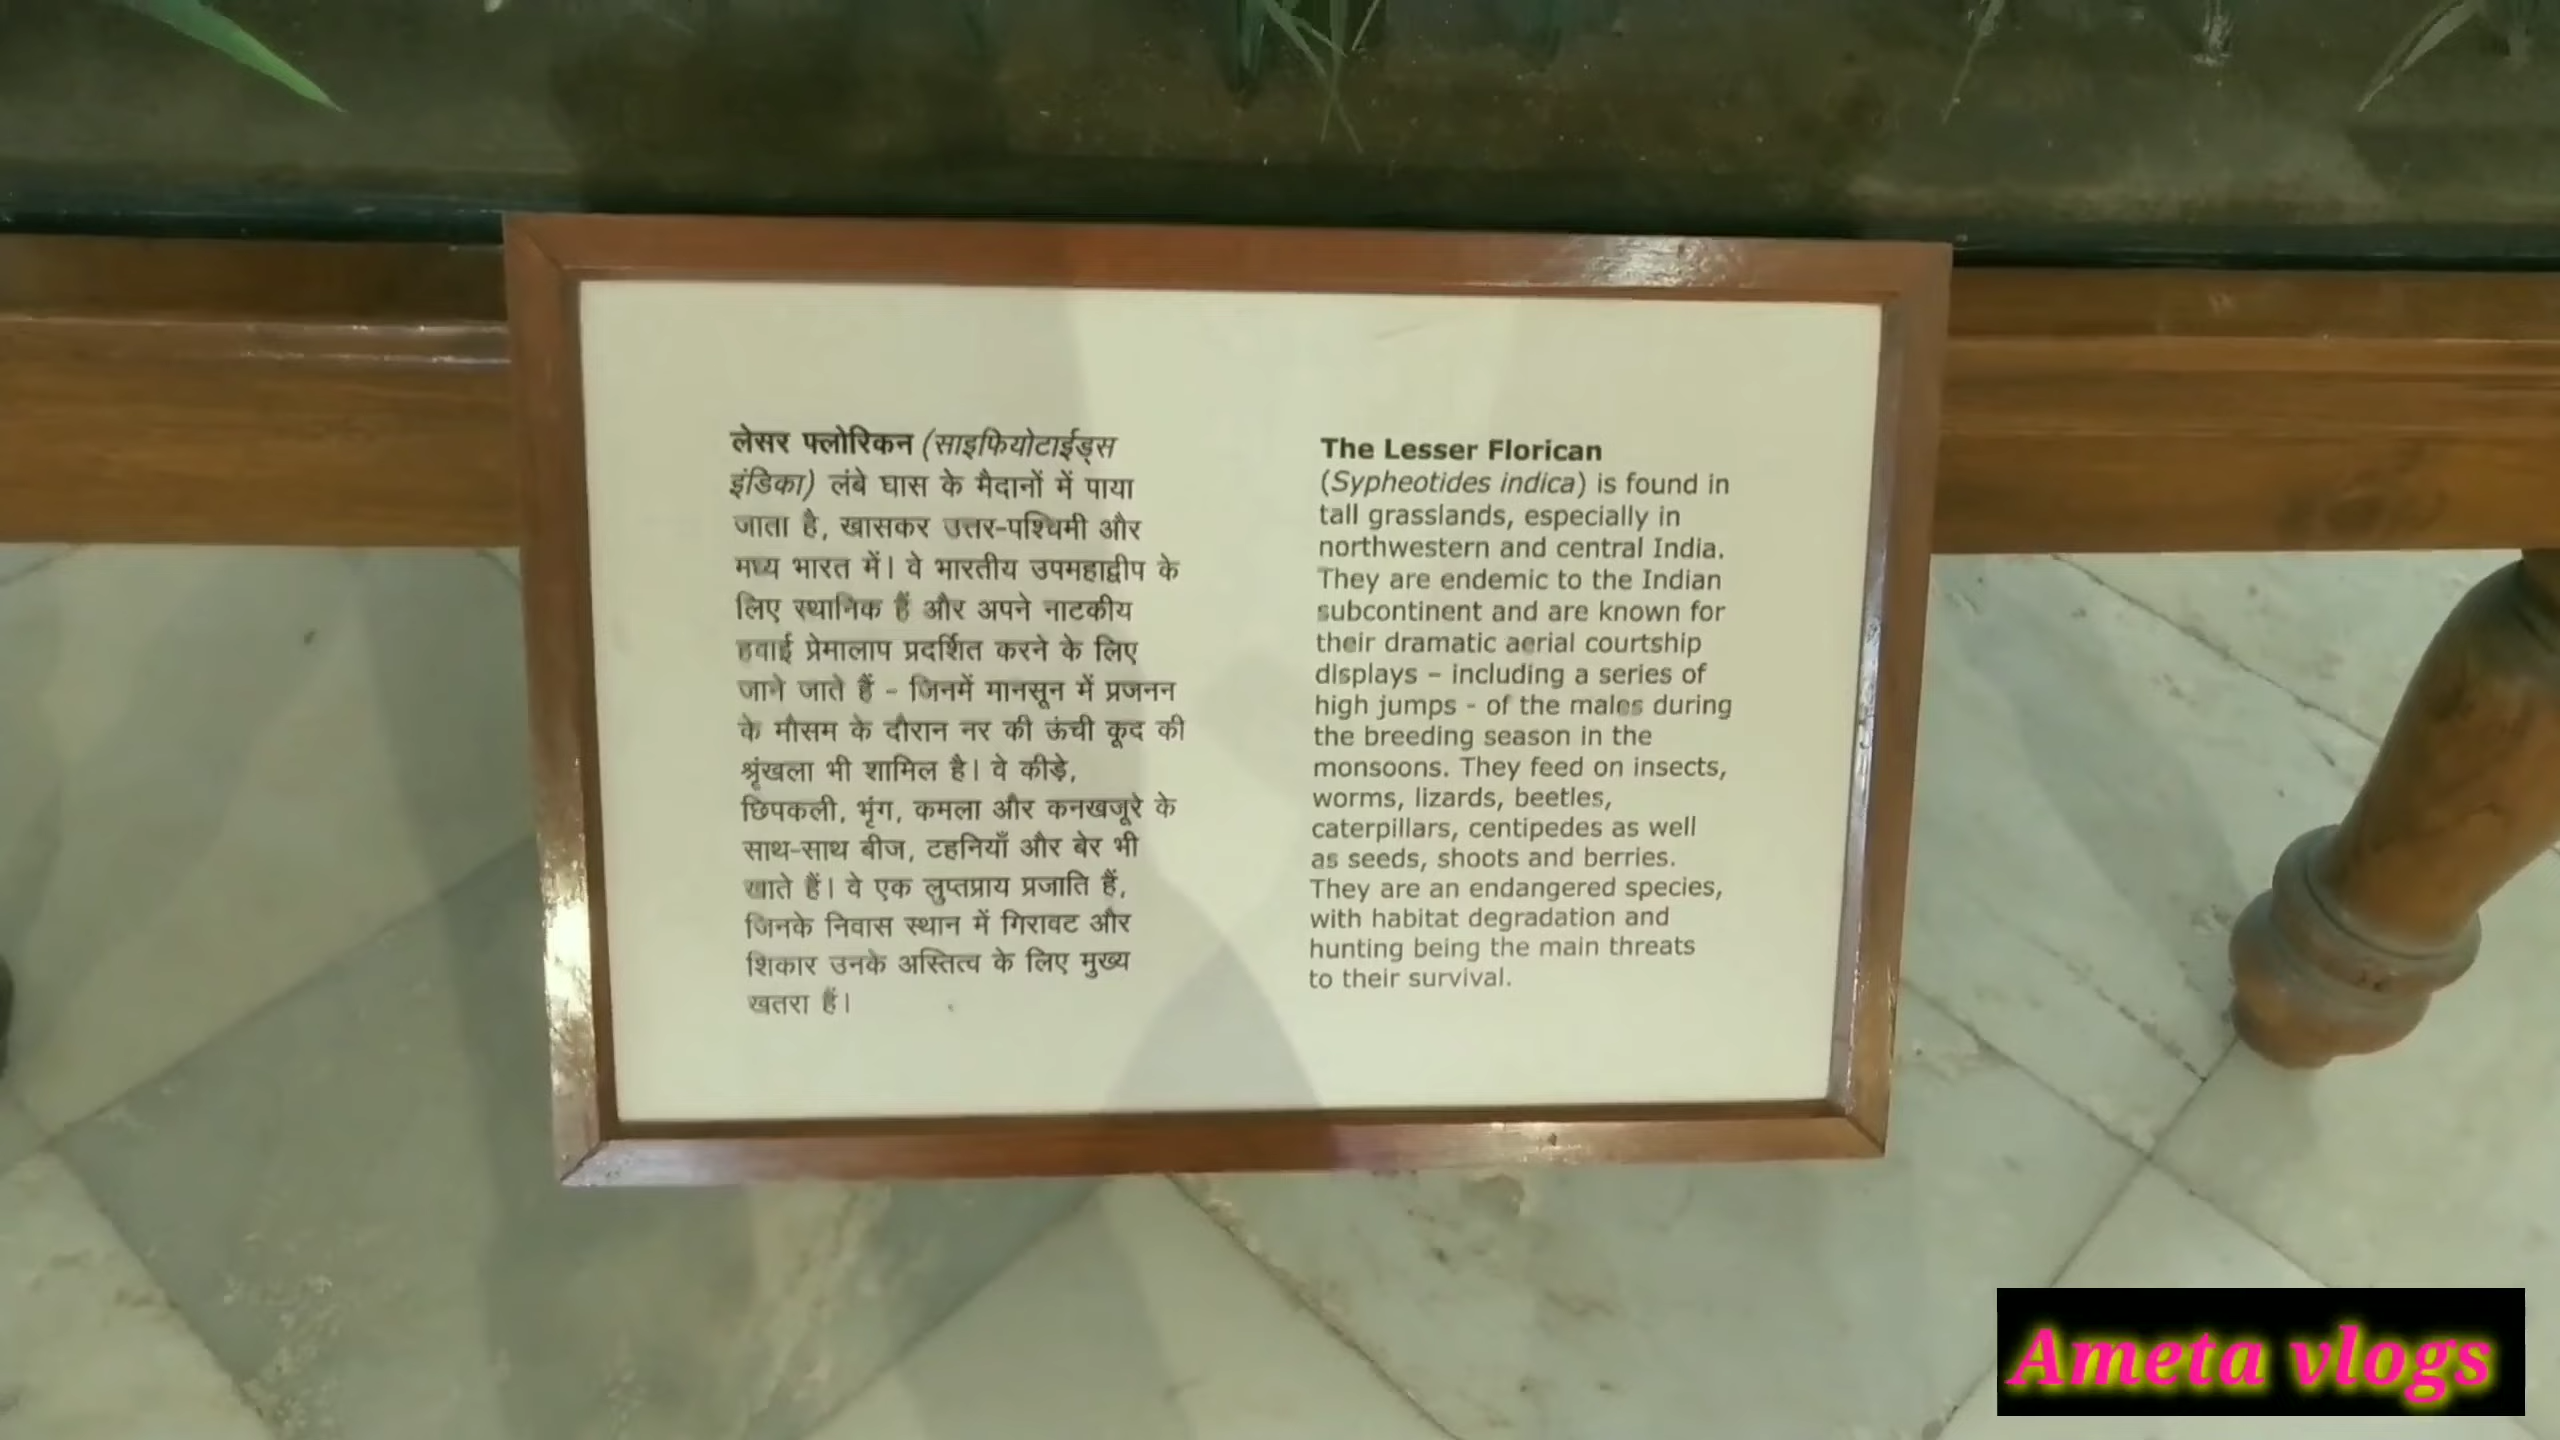 लेसर फ्लोरिकन (साइफियोटाईड्स
इंडिका) लंबे घास के मैदानों में पाया
जाता है, खासकर उत्तर-पश्चिमी और
मध्य भारत में। वे भारतीय उपमहाद्वीप के
लिए स्थानिक हैं और अपने नाटकीय
हवाई प्रेमालाप प्रदर्शित करने के लिए
जाने जाते हैं - जिनमें मानसून में प्रजनन
के मौसम के दौरान नर की ऊंची कूद की
श्रृंखला भी शामिल है। वे कीड़े,
छिपकली, भृंग, कमला और कनखजूरे के
साथ-साथ बीज, टहनियाँ और बेर भी
खाते हैं। वे एक लुप्तप्राय प्रजाति हैं,
जिनके निवास स्थान में गिरावट और
शिकार उनके अस्तित्व के लिए मुख्य
खतरा हैं।
The Lesser Florican
(Sypheotides indica) is found in
tall grasslands, especially in
northwestern and central India.
They are endemic to the Indian
subcontinent and are known for
their dramatic aerial courtship
displays – including a series of
high jumps - of the males during
the breeding season in the
monsoons. They feed on insects,
worms, lizards, beetles,
caterpillars, centipedes as well
as seeds, shoots and berries.
They are an endangered species,
with habitat degradation and
hunting being the main threats
to their survival.
Ameta vlogs